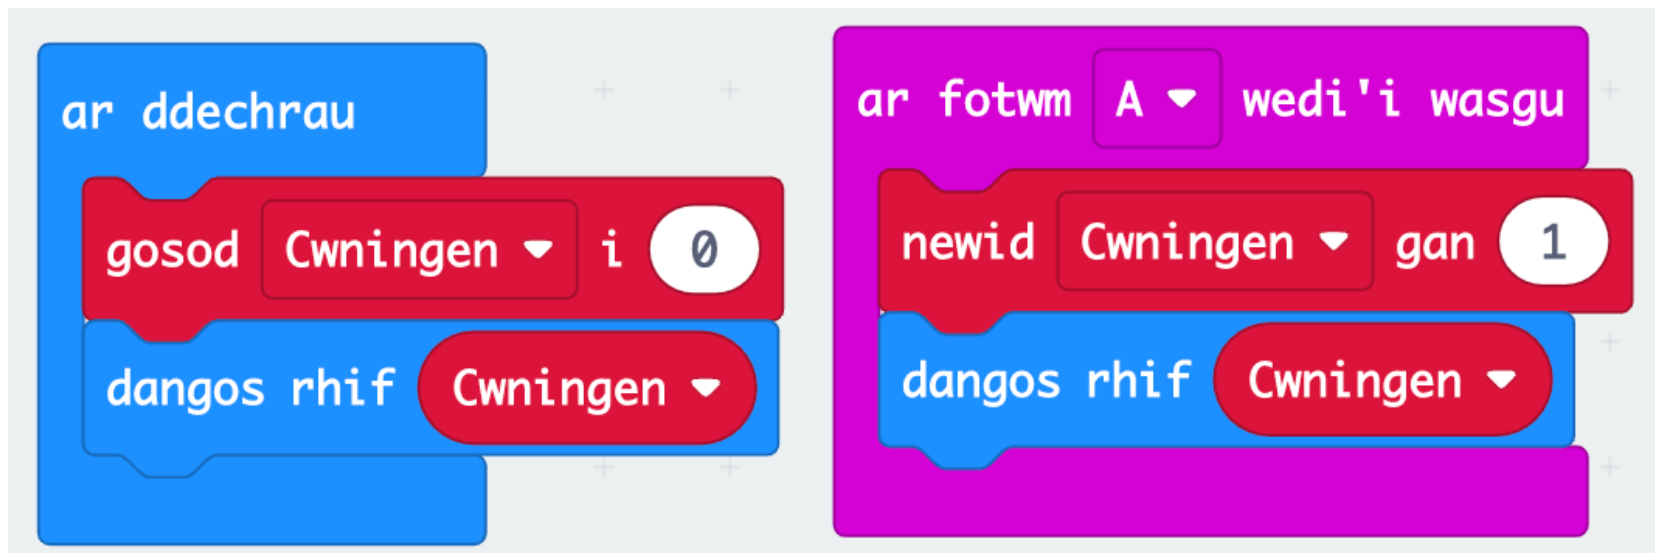 ar ddechrau
gosod Cwningen i 0
dangos rhif Cwningen
ar fotwm A wedi'i wasgu
newid Cwningen gan 1
dangos rhif Cwningen